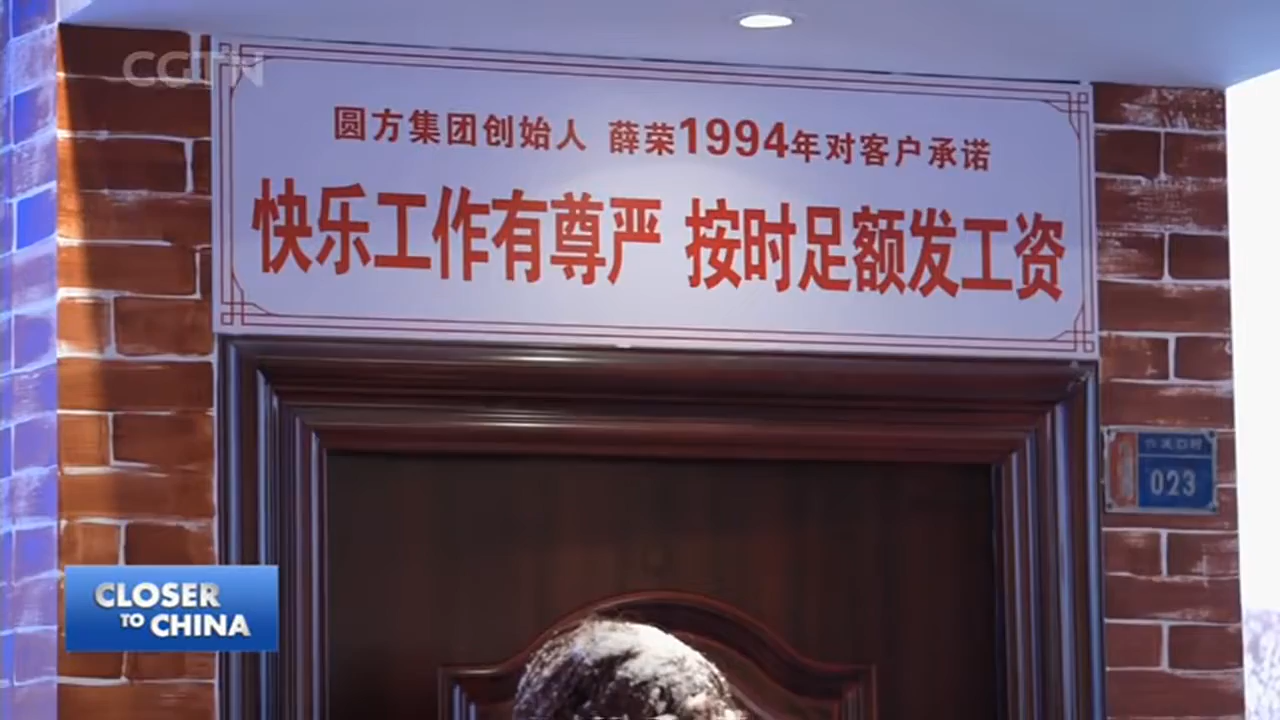 CGTN
圆方集团创始人 薛荣1994年对客户承诺
快乐工作有尊严 按时足额发工资
023
CLOSER
TO CHINA